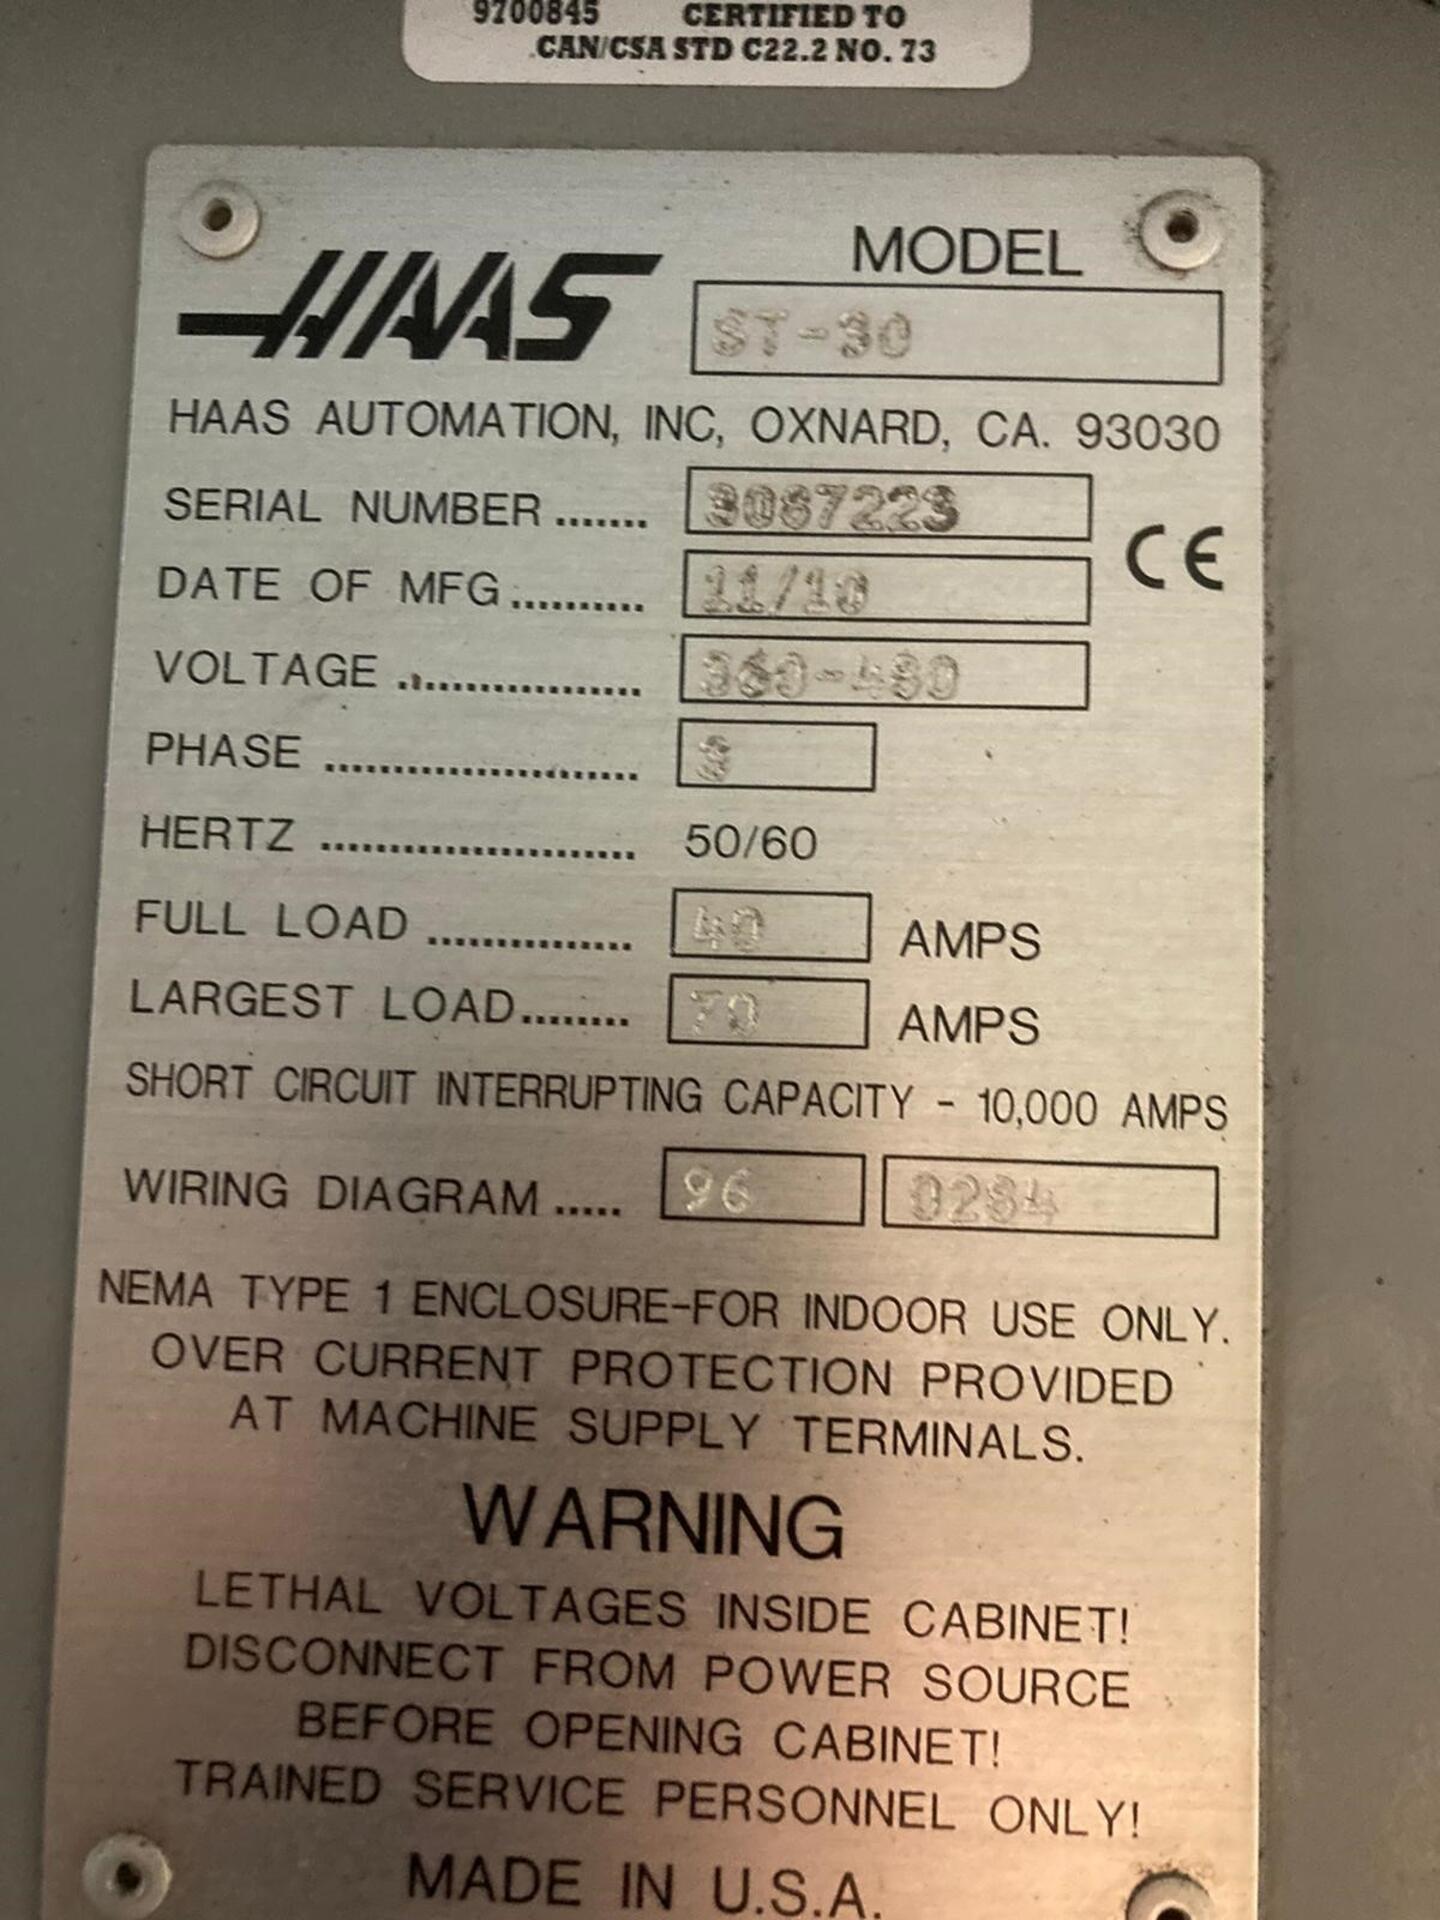 9700845 CERTIFIED TO
CAN/CSA STD C22.2 NO. 73
HAAS
MODEL
ST-30
HAAS AUTOMATION, INC, OXNARD, CA. 93030
SERIAL NUMBER ....... 3087223
CE
DATE OF MFG .......... 11/10
VOLTAGE .................. 360-480
PHASE ....................... 3
HERTZ ....................... 50/60
FULL LOAD ............... 40 AMPS
LARGEST LOAD........ 70 AMPS
SHORT CIRCUIT INTERRUPTING CAPACITY - 10,000 AMPS
WIRING DIAGRAM ..... 96 0284
NEMA TYPE 1 ENCLOSURE-FOR INDOOR USE ONLY.
OVER CURRENT PROTECTION PROVIDED
AT MACHINE SUPPLY TERMINALS.
WARNING
LETHAL VOLTAGES INSIDE CABINET!
DISCONNECT FROM POWER SOURCE
BEFORE OPENING CABINET!
TRAINED SERVICE PERSONNEL ONLY!
MADE IN U.S.A.